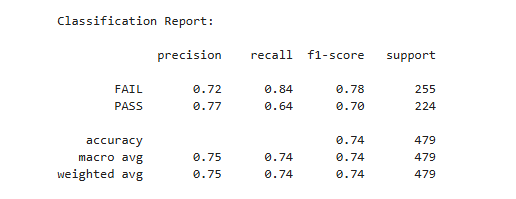 Classification Report:
precision recall f1-score support
FAIL 0.72 0.84 0.78 255
PASS 0.77 0.64 0.70 224
accuracy 0.74 479
macro avg 0.75 0.74 0.74 479
weighted avg 0.75 0.74 0.74 479